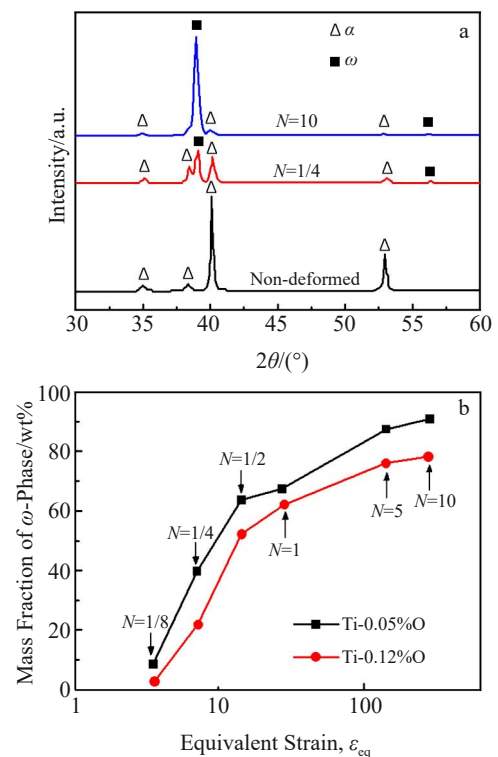 a
Δ α
■ ω
N=10
N=1/4
Non-deformed
Intensity/a.u.
30 35 40 45 50 55 60
2θ/(°)
b
100
80
60
40
20
0
Mass Fraction of ω-Phase/wt%
N=1/8
N=1/4
N=1/2
N=1
N=5
N=10
Ti-0.05%O
Ti-0.12%O
1 10 100
Equivalent Strain, εeq